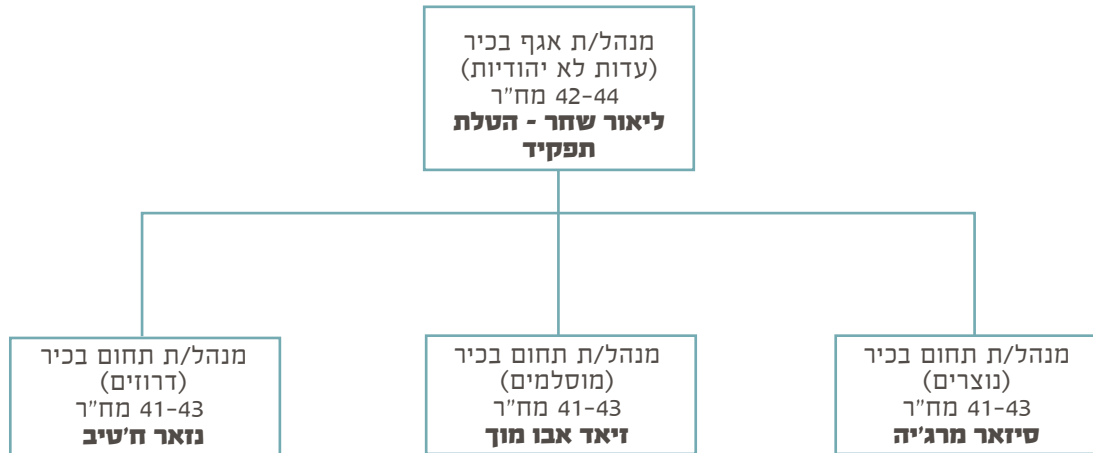 מנהל/ת אגף בכיר
(עדות לא יהודיות)
42-44 מח"ר
ליאור שחר - הטלת
תפקיד
מנהל/ת תחום בכיר
(נוצרים)
41-43 מח"ר
סיזאר מרג'יה
מנהל/ת תחום בכיר
(מוסלמים)
41-43 מח"ר
זיאד אבו מוך
מנהל/ת תחום בכיר
(דרוזים)
41-43 מח"ר
נזאר ח'טיב